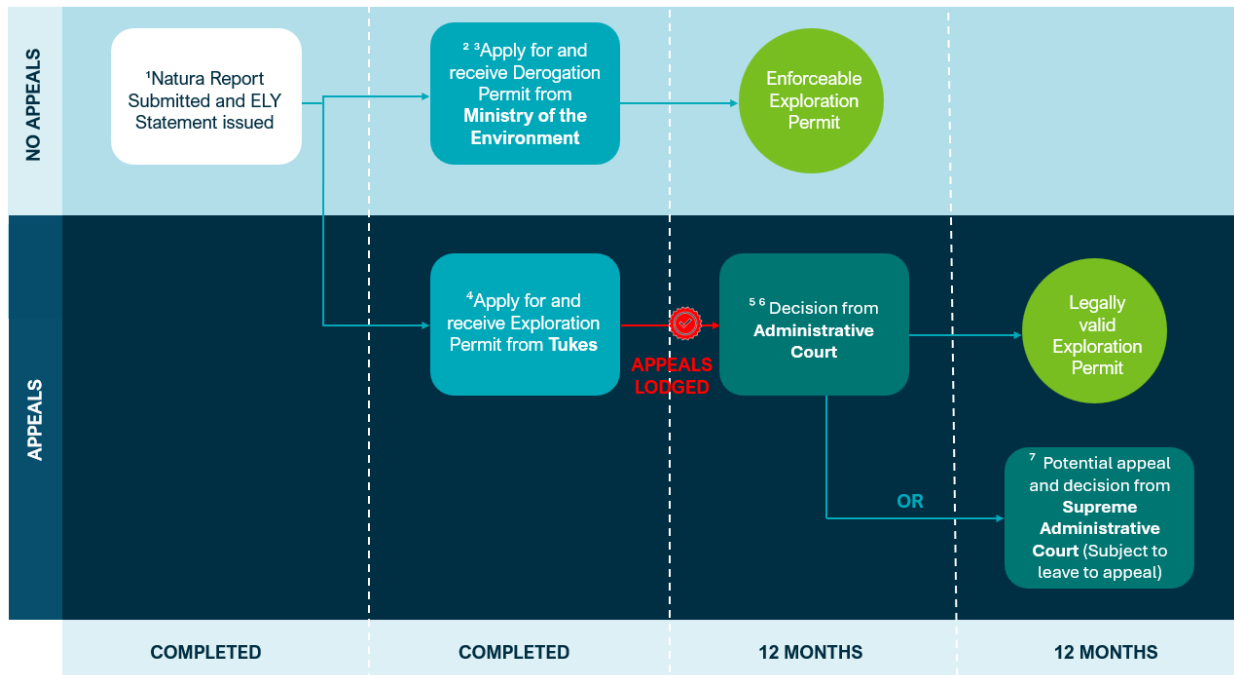 NO APPEALS
¹Natura Report
Submitted and ELY
Statement issued
² ³Apply for and
receive Derogation
Permit from
Ministry of the
Environment
Enforceable
Exploration
Permit
APPEALS
⁴Apply for and
receive Exploration
Permit from Tukes
APPEALS
LODGED
⁵ ⁶ Decision from
Administrative
Court
Legally
valid
Exploration
Permit
OR
⁷ Potential appeal
and decision from
Supreme
Administrative
Court (Subject to
leave to appeal)
COMPLETED
COMPLETED
12 MONTHS
12 MONTHS